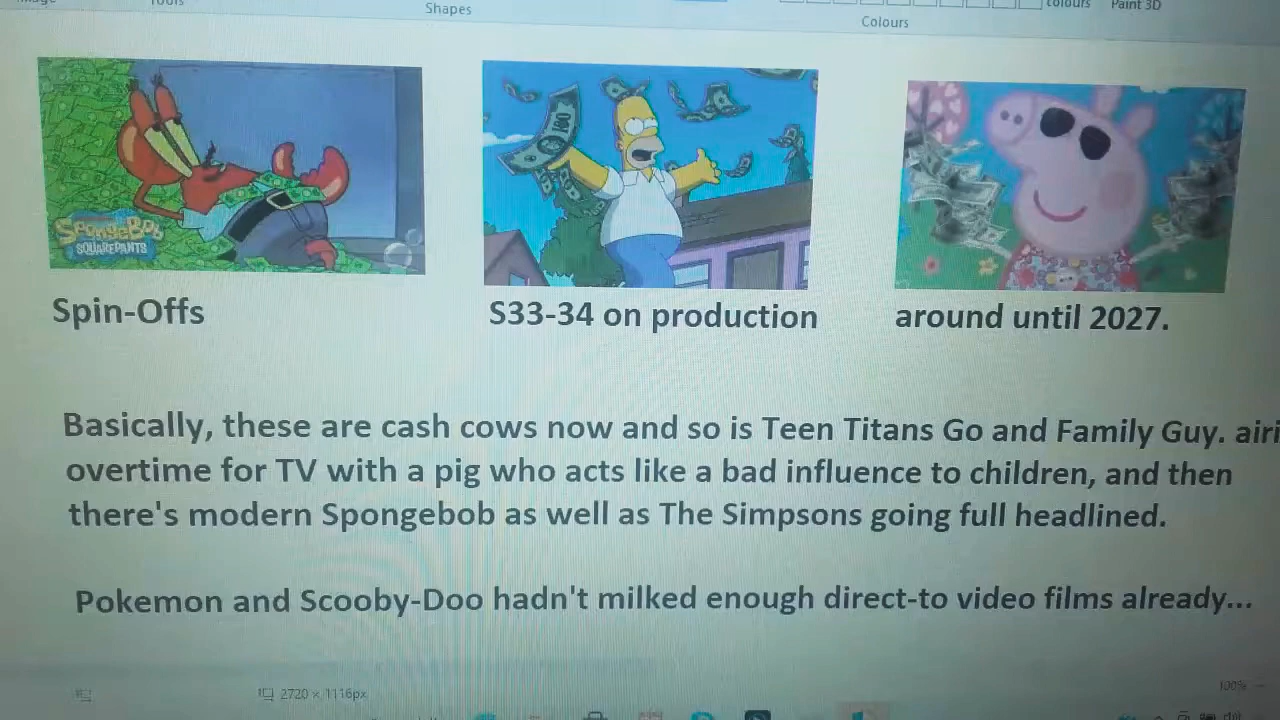 Shapes
Colours
Paint 3D
SpongeBob
SQUAREPANTS
100
Spin-Offs
S33-34 on production
around until 2027.
Basically, these are cash cows now and so is Teen Titans Go and Family Guy. airi
overtime for TV with a pig who acts like a bad influence to children, and then
there's modern Spongebob as well as The Simpsons going full headlined.
Pokemon and Scooby-Doo hadn't milked enough direct-to video films already...
2720 × 1116px
100%